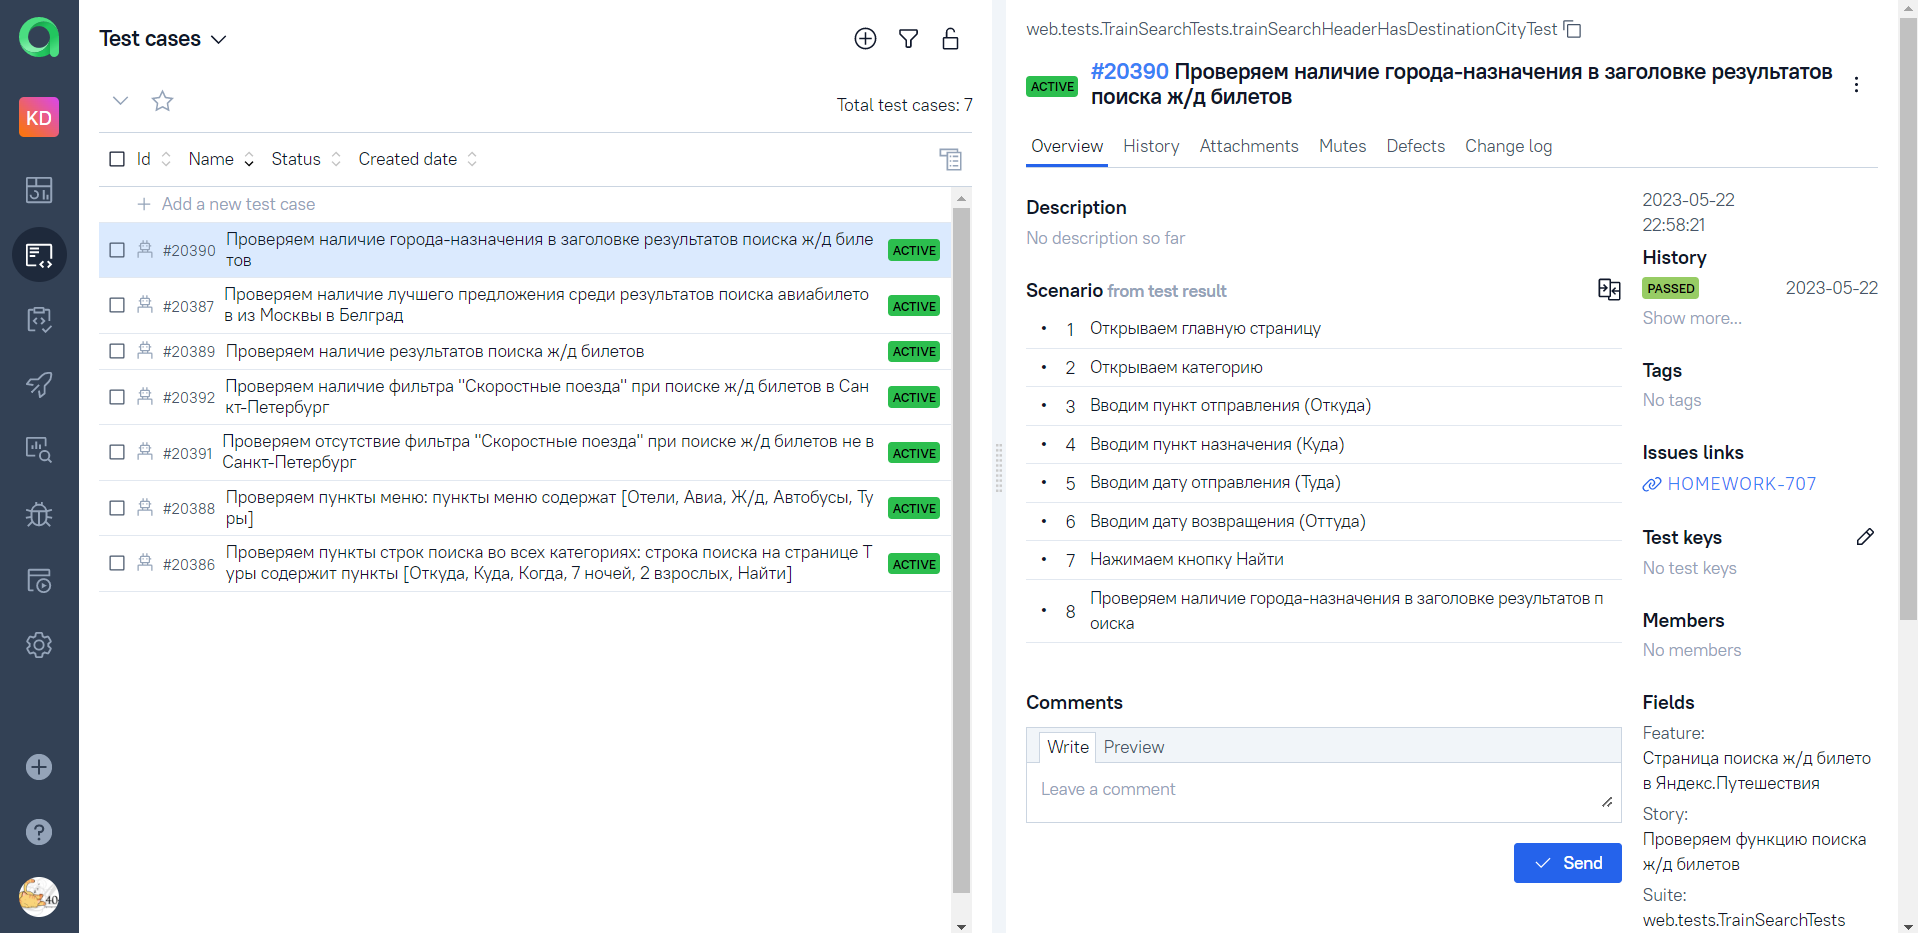 KD
40
Test cases
Total test cases: 7
Id Name Status Created date
Add a new test case
#20390 Проверяем наличие города-назначения в заголовке результатов поиска ж/д биле
тов
ACTIVE
#20387 Проверяем наличие лучшего предложения среди результатов поиска авиабилето
в из Москвы в Белград
ACTIVE
#20389 Проверяем наличие результатов поиска ж/д билетов ACTIVE
#20392 Проверяем наличие фильтра "Скоростные поезда" при поиске ж/д билетов в Сан
кт-Петербург
ACTIVE
#20391 Проверяем отсутствие фильтра "Скоростные поезда" при поиске ж/д билетов не в
Санкт-Петербург
ACTIVE
#20388 Проверяем пункты меню: пункты меню содержат [Отели, Авиа, Ж/д, Автобусы, Ту
ры]
ACTIVE
#20386 Проверяем пункты строк поиска во всех категориях: строка поиска на странице Т
уры содержит пункты [Откуда, Куда, Когда, 7 ночей, 2 взрослых, Найти]
ACTIVE
web.tests.TrainSearchTests.trainSearchHeaderHasDestinationCityTest
ACTIVE
#20390 Проверяем наличие города-назначения в заголовке результатов
поиска ж/д билетов
Overview History Attachments Mutes Defects Change log
Description
No description so far
Scenario from test result
1 Открываем главную страницу
2 Открываем категорию
3 Вводим пункт отправления (Откуда)
4 Вводим пункт назначения (Куда)
5 Вводим дату отправления (Туда)
6 Вводим дату возвращения (Оттуда)
7 Нажимаем кнопку Найти
8 Проверяем наличие города-назначения в заголовке результатов п
оиска
Comments
Write Preview
Leave a comment
Send
2023-05-22
22:58:21
History
PASSED 2023-05-22
Show more...
Tags
No tags
Issues links
HOMEWORK-707
Test keys
No test keys
Members
No members
Fields
Feature:
Страница поиска ж/д билето
в Яндекс.Путешествия
Story:
Проверяем функцию поиска
ж/д билетов
Suite:
web.tests.TrainSearchTests